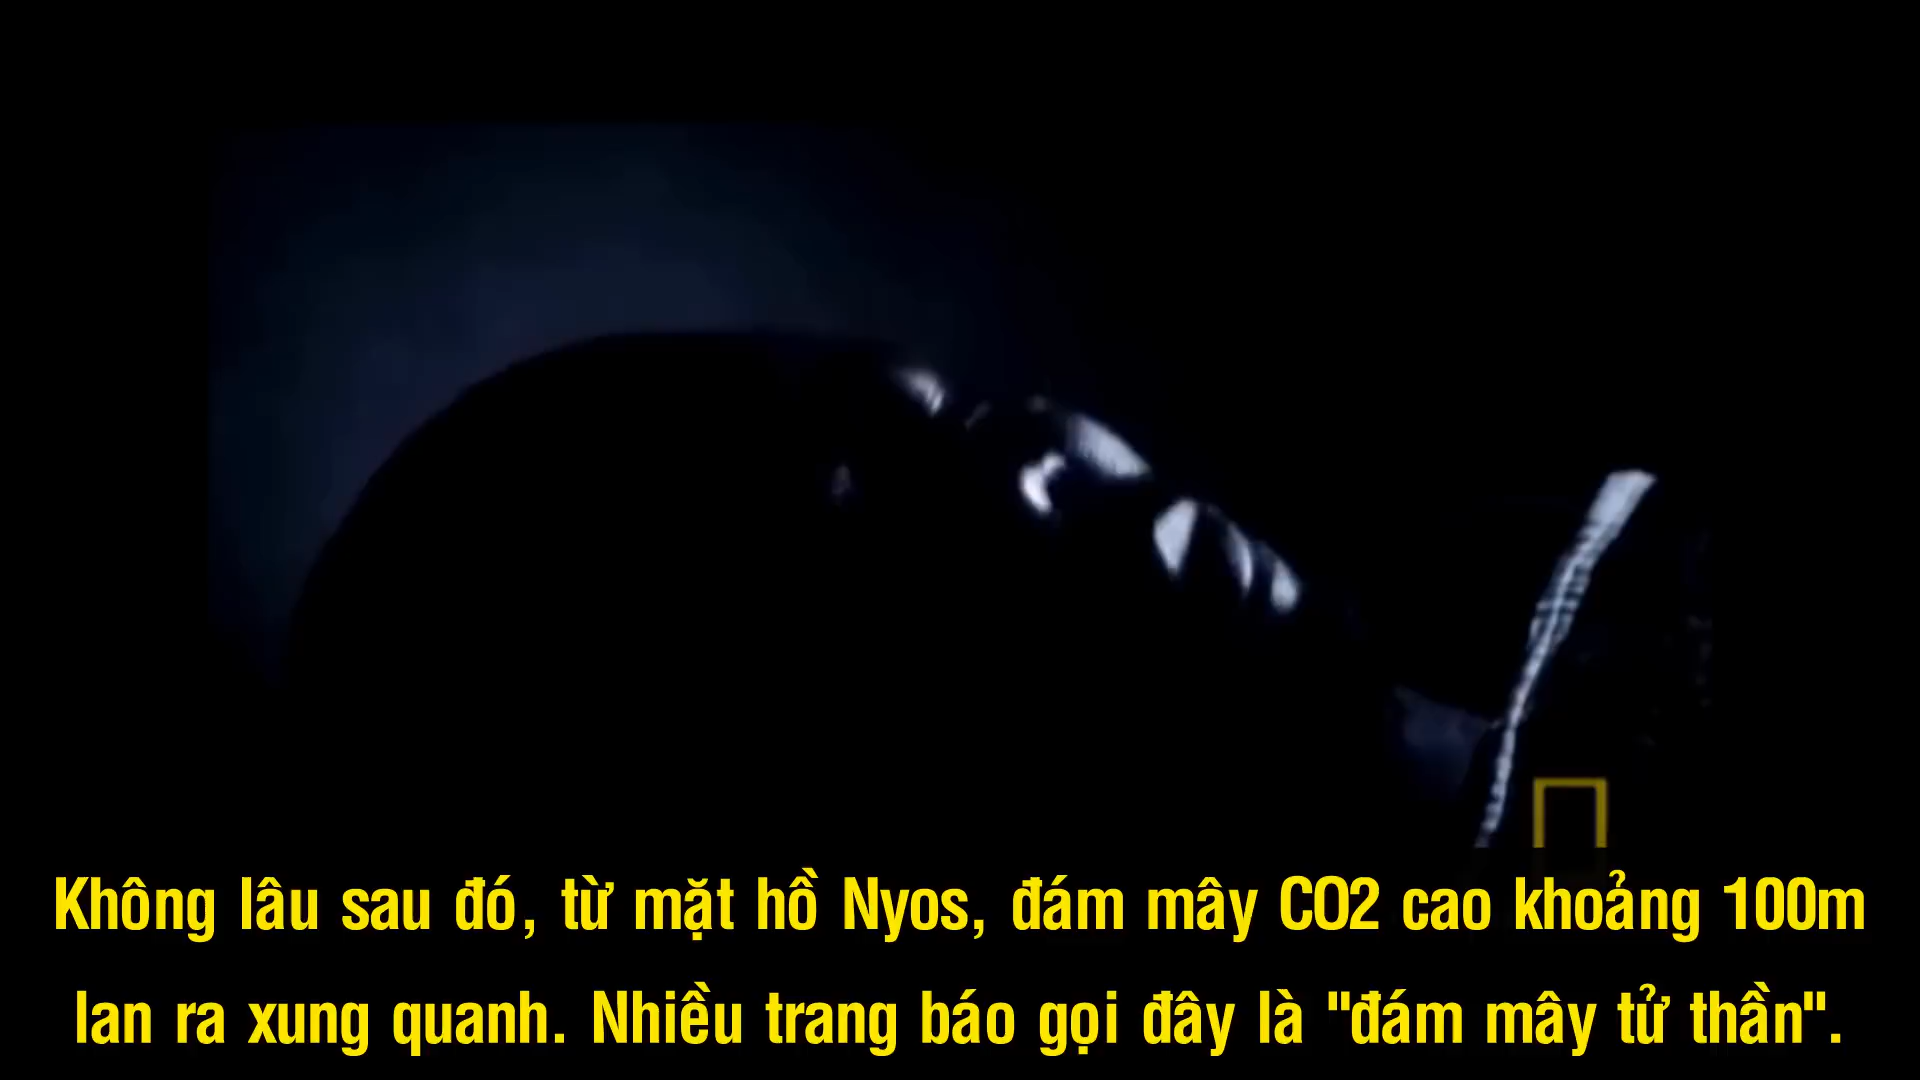 Không lâu sau đó, từ mặt hồ Nyos, đám mây CO2 cao khoảng 100m
lan ra xung quanh. Nhiều trang báo gọi đây là "đám mây tử thần".